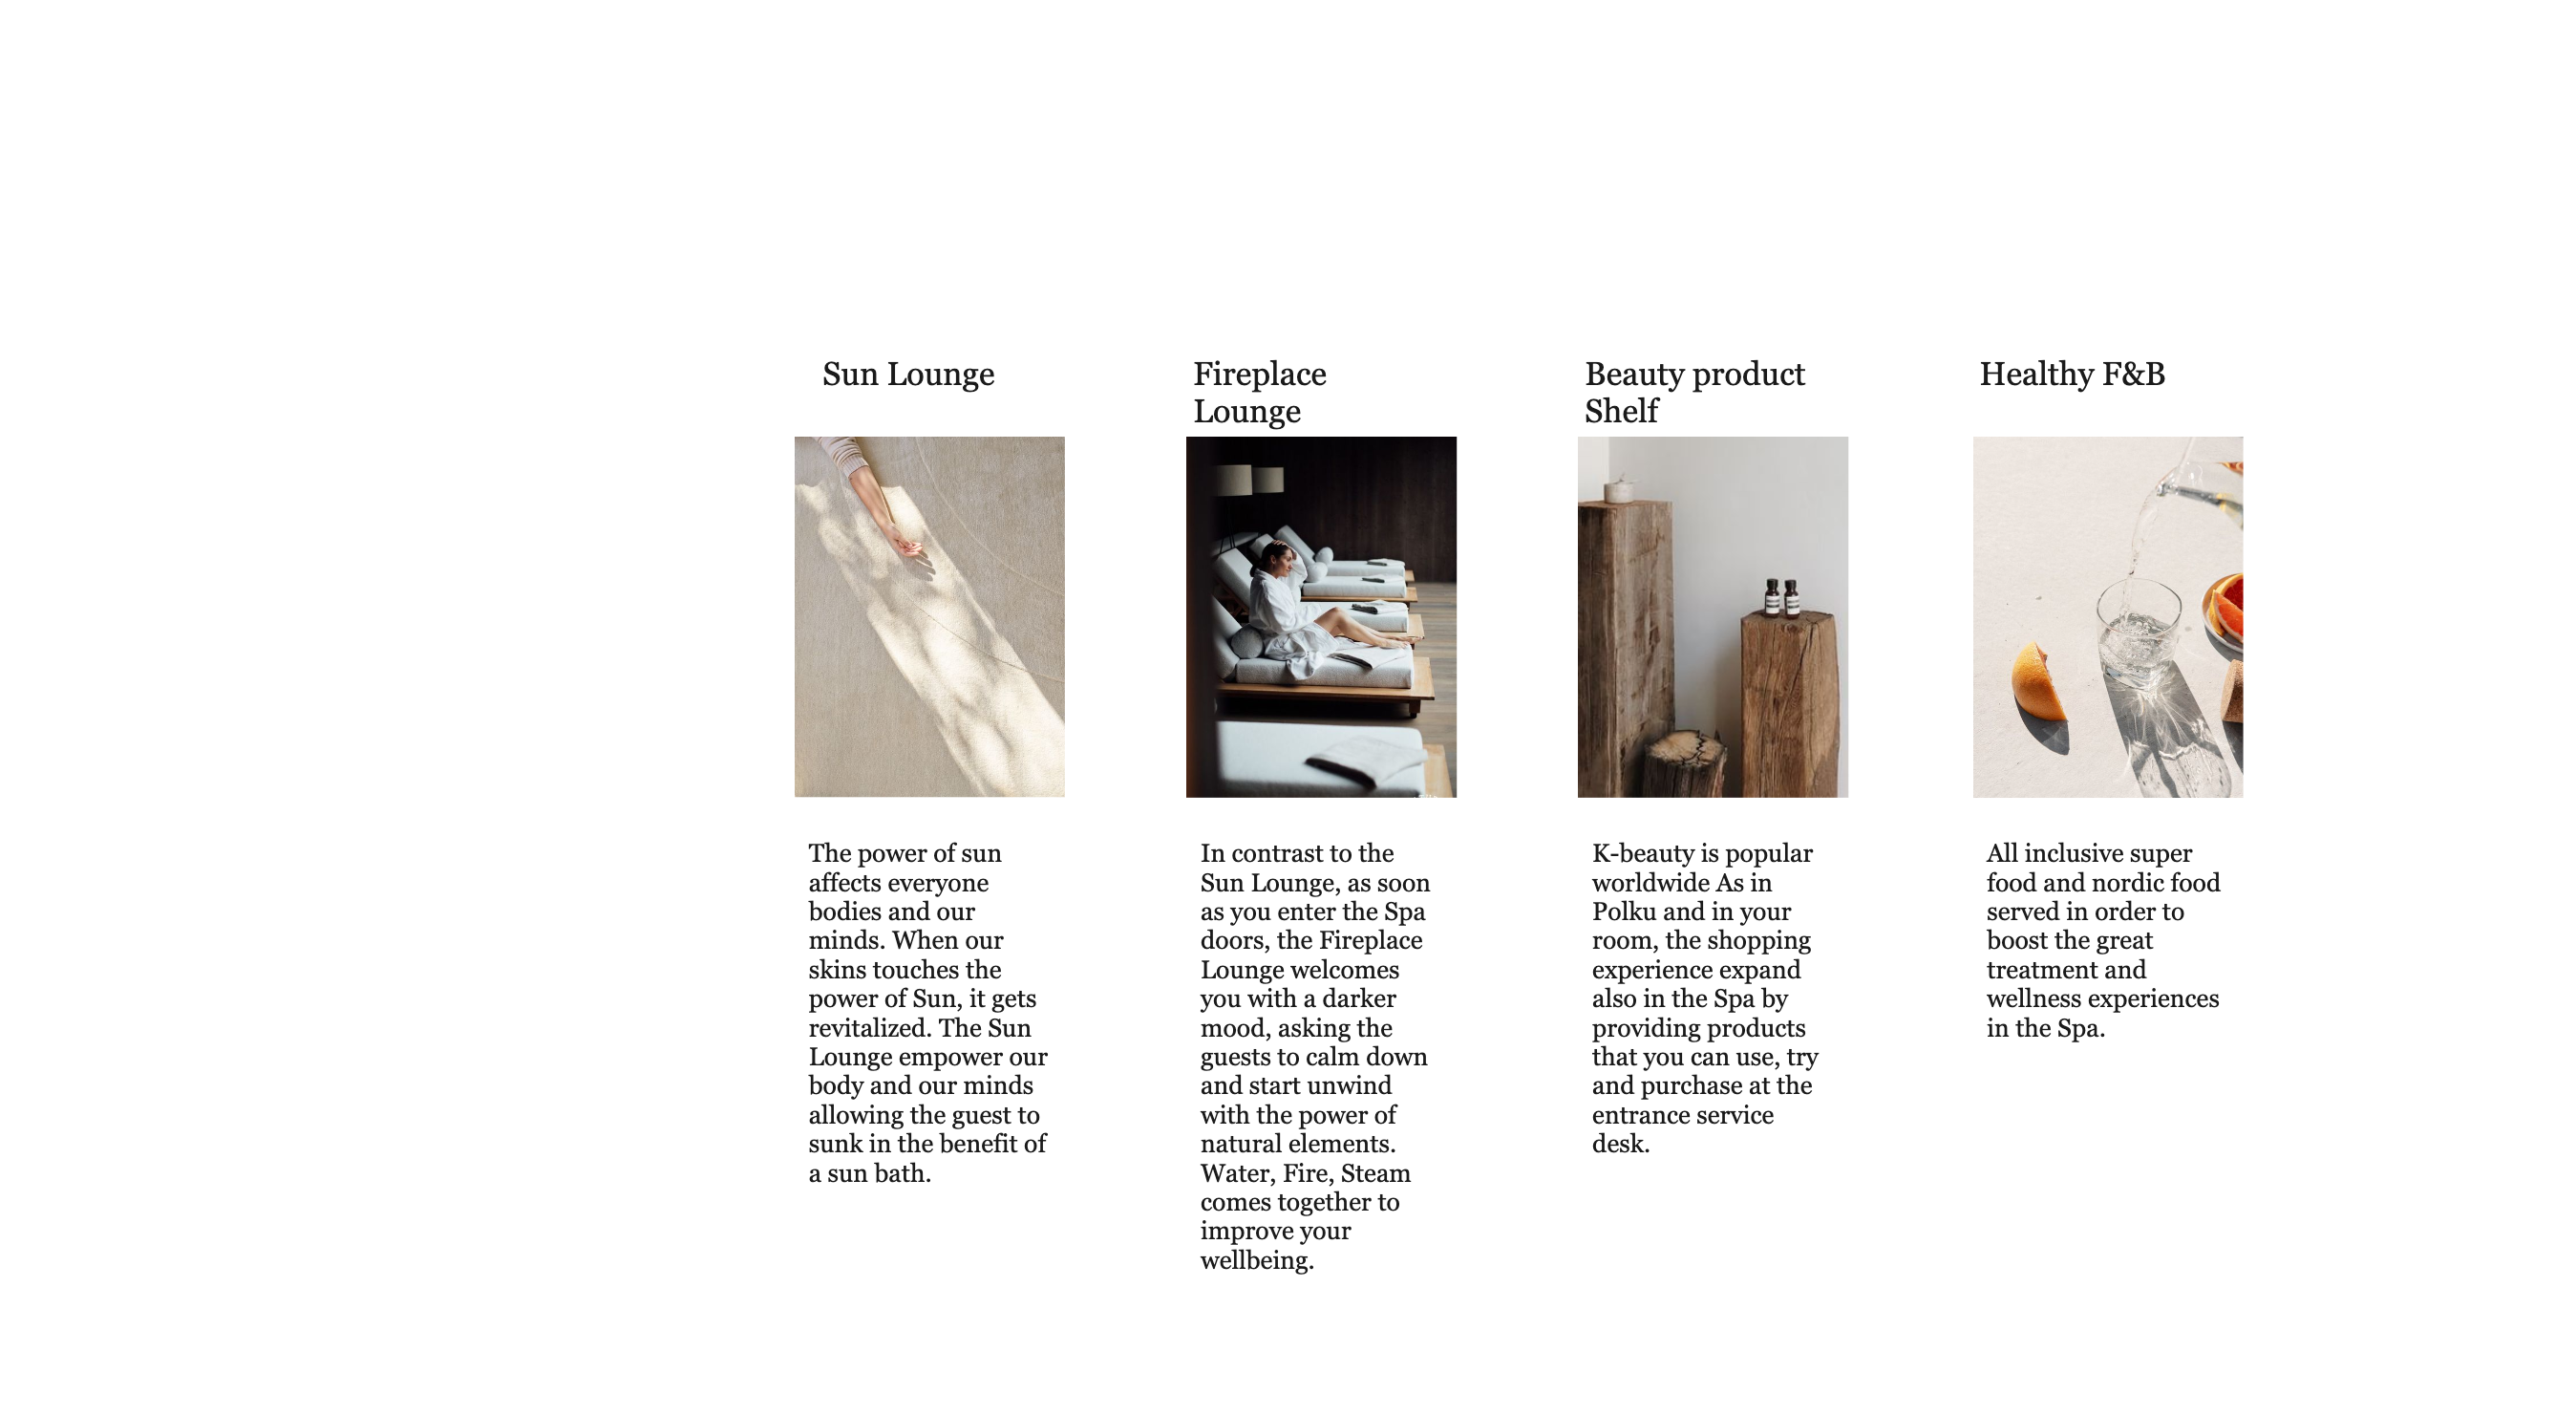 Sun Lounge
The power of sun
affects everyone
bodies and our
minds. When our
skins touches the
power of Sun, it gets
revitalized. The Sun
Lounge empower our
body and our minds
allowing the guest to
sunk in the benefit of
a sun bath.
Fireplace
Lounge
In contrast to the
Sun Lounge, as soon
as you enter the Spa
doors, the Fireplace
Lounge welcomes
you with a darker
mood, asking the
guests to calm down
and start unwind
with the power of
natural elements.
Water, Fire, Steam
comes together to
improve your
wellbeing.
Beauty product
Shelf
K-beauty is popular
worldwide As in
Polku and in your
room, the shopping
experience expand
also in the Spa by
providing products
that you can use, try
and purchase at the
entrance service
desk.
Healthy F&B
All inclusive super
food and nordic food
served in order to
boost the great
treatment and
wellness experiences
in the Spa.